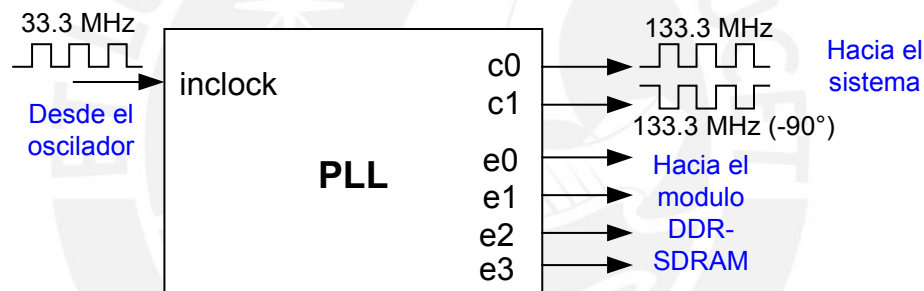 33.3 MHz
inclock
Desde el
oscilador
PLL
c0
c1
e0
e1
e2
e3
133.3 MHz
133.3 MHz (-90°)
Hacia el
sistema
Hacia el
modulo
DDR-
SDRAM